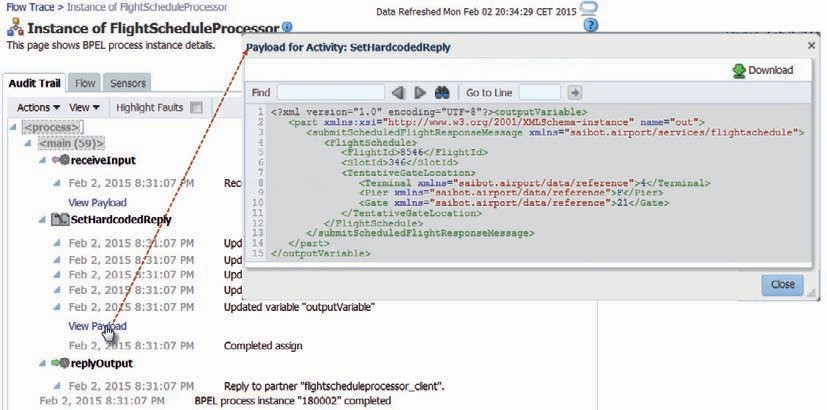 Flow Trace > Instance of FlightScheduleProcessor
Data Refreshed Mon Feb 02 20:34:29 CET 2015
Instance of FlightScheduleProcessor
This page shows BPEL process instance details.
Audit Trail Flow Sensors
Actions View Highlight Faults
<process>
<main (59)>
receiveInput
Feb 2, 2015 8:31:07 PM Rec
View Payload
SetHardcodedReply
Feb 2, 2015 8:31:07 PM Upd
Feb 2, 2015 8:31:07 PM Upd
Feb 2, 2015 8:31:07 PM Upd
Feb 2, 2015 8:31:07 PM Upd
Feb 2, 2015 8:31:07 PM Updated variable "outputVariable"
View Payload
Feb 2, 2015 8:31:07 PM Completed assign
replyOutput
Feb 2, 2015 8:31:07 PM Reply to partner "flightscheduleprocessor_client".
Feb 2, 2015 8:31:07 PM BPEL process instance "180002" completed
Payload for Activity: SetHardcodedReply
Download
Find Go to Line
1 <?xml version="1.0" encoding="UTF-8"?><outputVariable>
2 <part xmlns:xsi="http://www.w3.org/2001/XMLSchema-instance" name="out">
3 <submitScheduledFlightResponseMessage xmlns="saibot.airport/services/flightschedule">
4 <FlightSchedule>
5 <FlightId>8546</FlightId>
6 <SlotId>346</SlotId>
7 <TentativeGateLocation>
8 <Terminal xmlns="saibot.airport/data/reference">4</Terminal>
9 <Pier xmlns="saibot.airport/data/reference">F</Pier>
10 <Gate xmlns="saibot.airport/data/reference">21</Gate>
11 </TentativeGateLocation>
12 </FlightSchedule>
13 </submitScheduledFlightResponseMessage>
14 </part>
15 </outputVariable>
Close